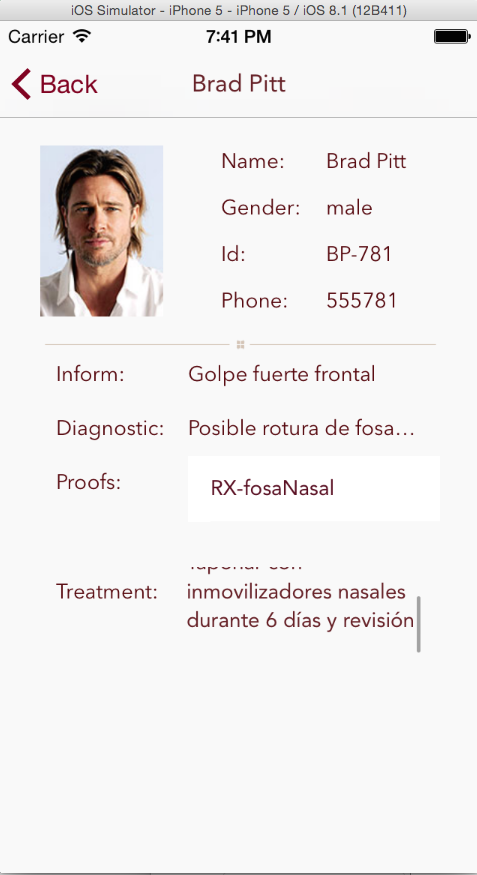 iOS Simulator - iPhone 5 - iPhone 5 / iOS 8.1 (12B411)
Carrier 7:41 PM
Back Brad Pitt
Name: Brad Pitt
Gender: male
Id: BP-781
Phone: 555781
Inform: Golpe fuerte frontal
Diagnostic: Posible rotura de fosa...
Proofs: RX-fosaNasal
Treatment: inmovilizadores nasales
durante 6 días y revisión